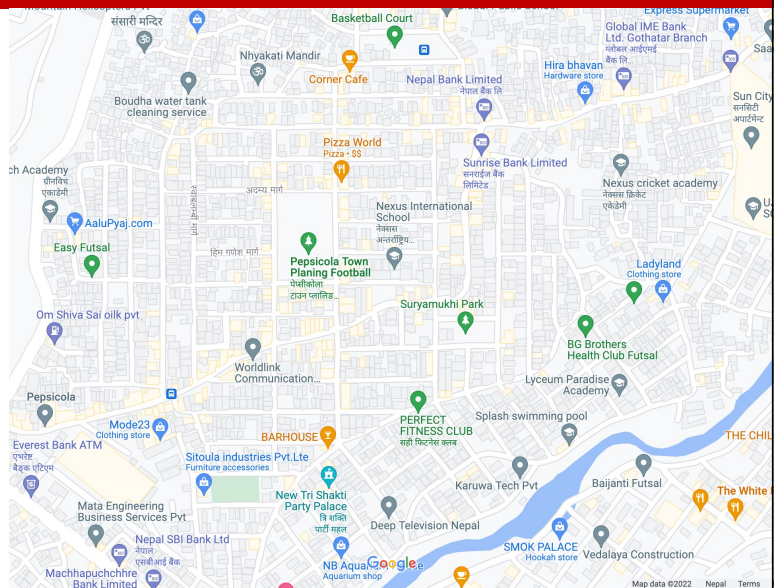 संसारी मन्दिर
Basketball Court
Express Supermarket
Global IME Bank
Ltd. Gothatar Branch
ग्लोबल आईएमई
बैंक लि...
Saa
Nhyakati Mandir
Corner Cafe
Nepal Bank Limited
नेपाल बैंक लि
Hira bhavan
Hardware store
Boudha water tank
cleaning service
Sun City
सनसिटी
अपार्टमेन्ट
Pizza World
Pizza • $$
Sunrise Bank Limited
सनराईज बैंक
लिमिटेड
ch Academy
ग्रीनविच
एकाडेमी
अदम्य मार्ग
Nexus cricket academy
नेक्सस क्रिकेट
एकेडेमी
Nexus International
School
नेक्सस
अन्तर्राष्ट्रिय...
AaluPyaj.com
Easy Futsal
हिम गणेश मार्ग
Pepsicola Town
Planing Football
पेप्सीकोला
टाउन प्लानिङ...
Ladyland
Clothing store
Suryamukhi Park
Om Shiva Sai oilk pvt
BG Brothers
Health Club Futsal
Worldlink
Communication...
Lyceum Paradise
Academy
Pepsicola
Mode23
Clothing store
PERFECT
FITNESS CLUB
सही फिटनेस क्लब
Splash swimming pool
BARHOUSE
THE CHIL
Everest Bank ATM
एभरेष्ट
बैङ्क एटिएम
Sitoula industries Pvt.Lte
Furniture accessories
Karuwa Tech Pvt
Baijanti Futsal
New Tri Shakti
Party Palace
त्रि शक्ति
पार्टी महल
The White
Mata Engineering
Business Services Pvt
Deep Television Nepal
Nepal SBI Bank Ltd
नेपाल
एसबीआई बैंक
SMOK PALACE
Hookah store
Vedalaya Construction
NB Aqua
Aquarium shop
Google
Machhapuchchhre
Bank Limited
Map data ©2022 Nepal Terms